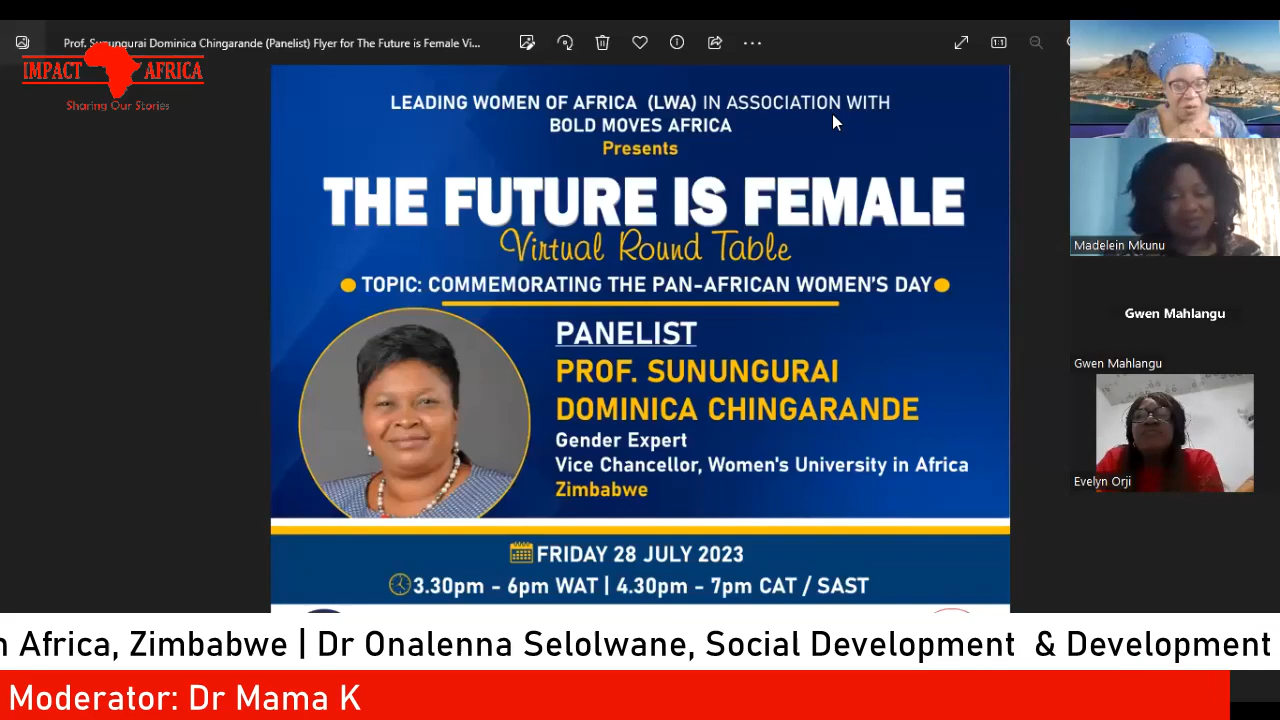 Prof. Sunungurai Dominica Chingarande (Panelist) Flyer for The Future is Female Vi...
IMPACT AFRICA
Sharing Our Stories
LEADING WOMEN OF AFRICA (LWA) IN ASSOCIATION WITH
BOLD MOVES AFRICA
Presents
THE FUTURE IS FEMALE
Virtual Round Table
TOPIC: COMMEMORATING THE PAN-AFRICAN WOMEN'S DAY
PANELIST
PROF. SUNUNGURAI
DOMINICA CHINGARANDE
Gender Expert
Vice Chancellor, Women's University in Africa
Zimbabwe
FRIDAY 28 JULY 2023
3.30pm - 6pm WAT | 4.30pm - 7pm CAT / SAST
1:1
Madelein Mkunu
Gwen Mahlangu
Gwen Mahlangu
Evelyn Orji
n Africa, Zimbabwe | Dr Onalenna Selolwane, Social Development & Development
Moderator: Dr Mama K